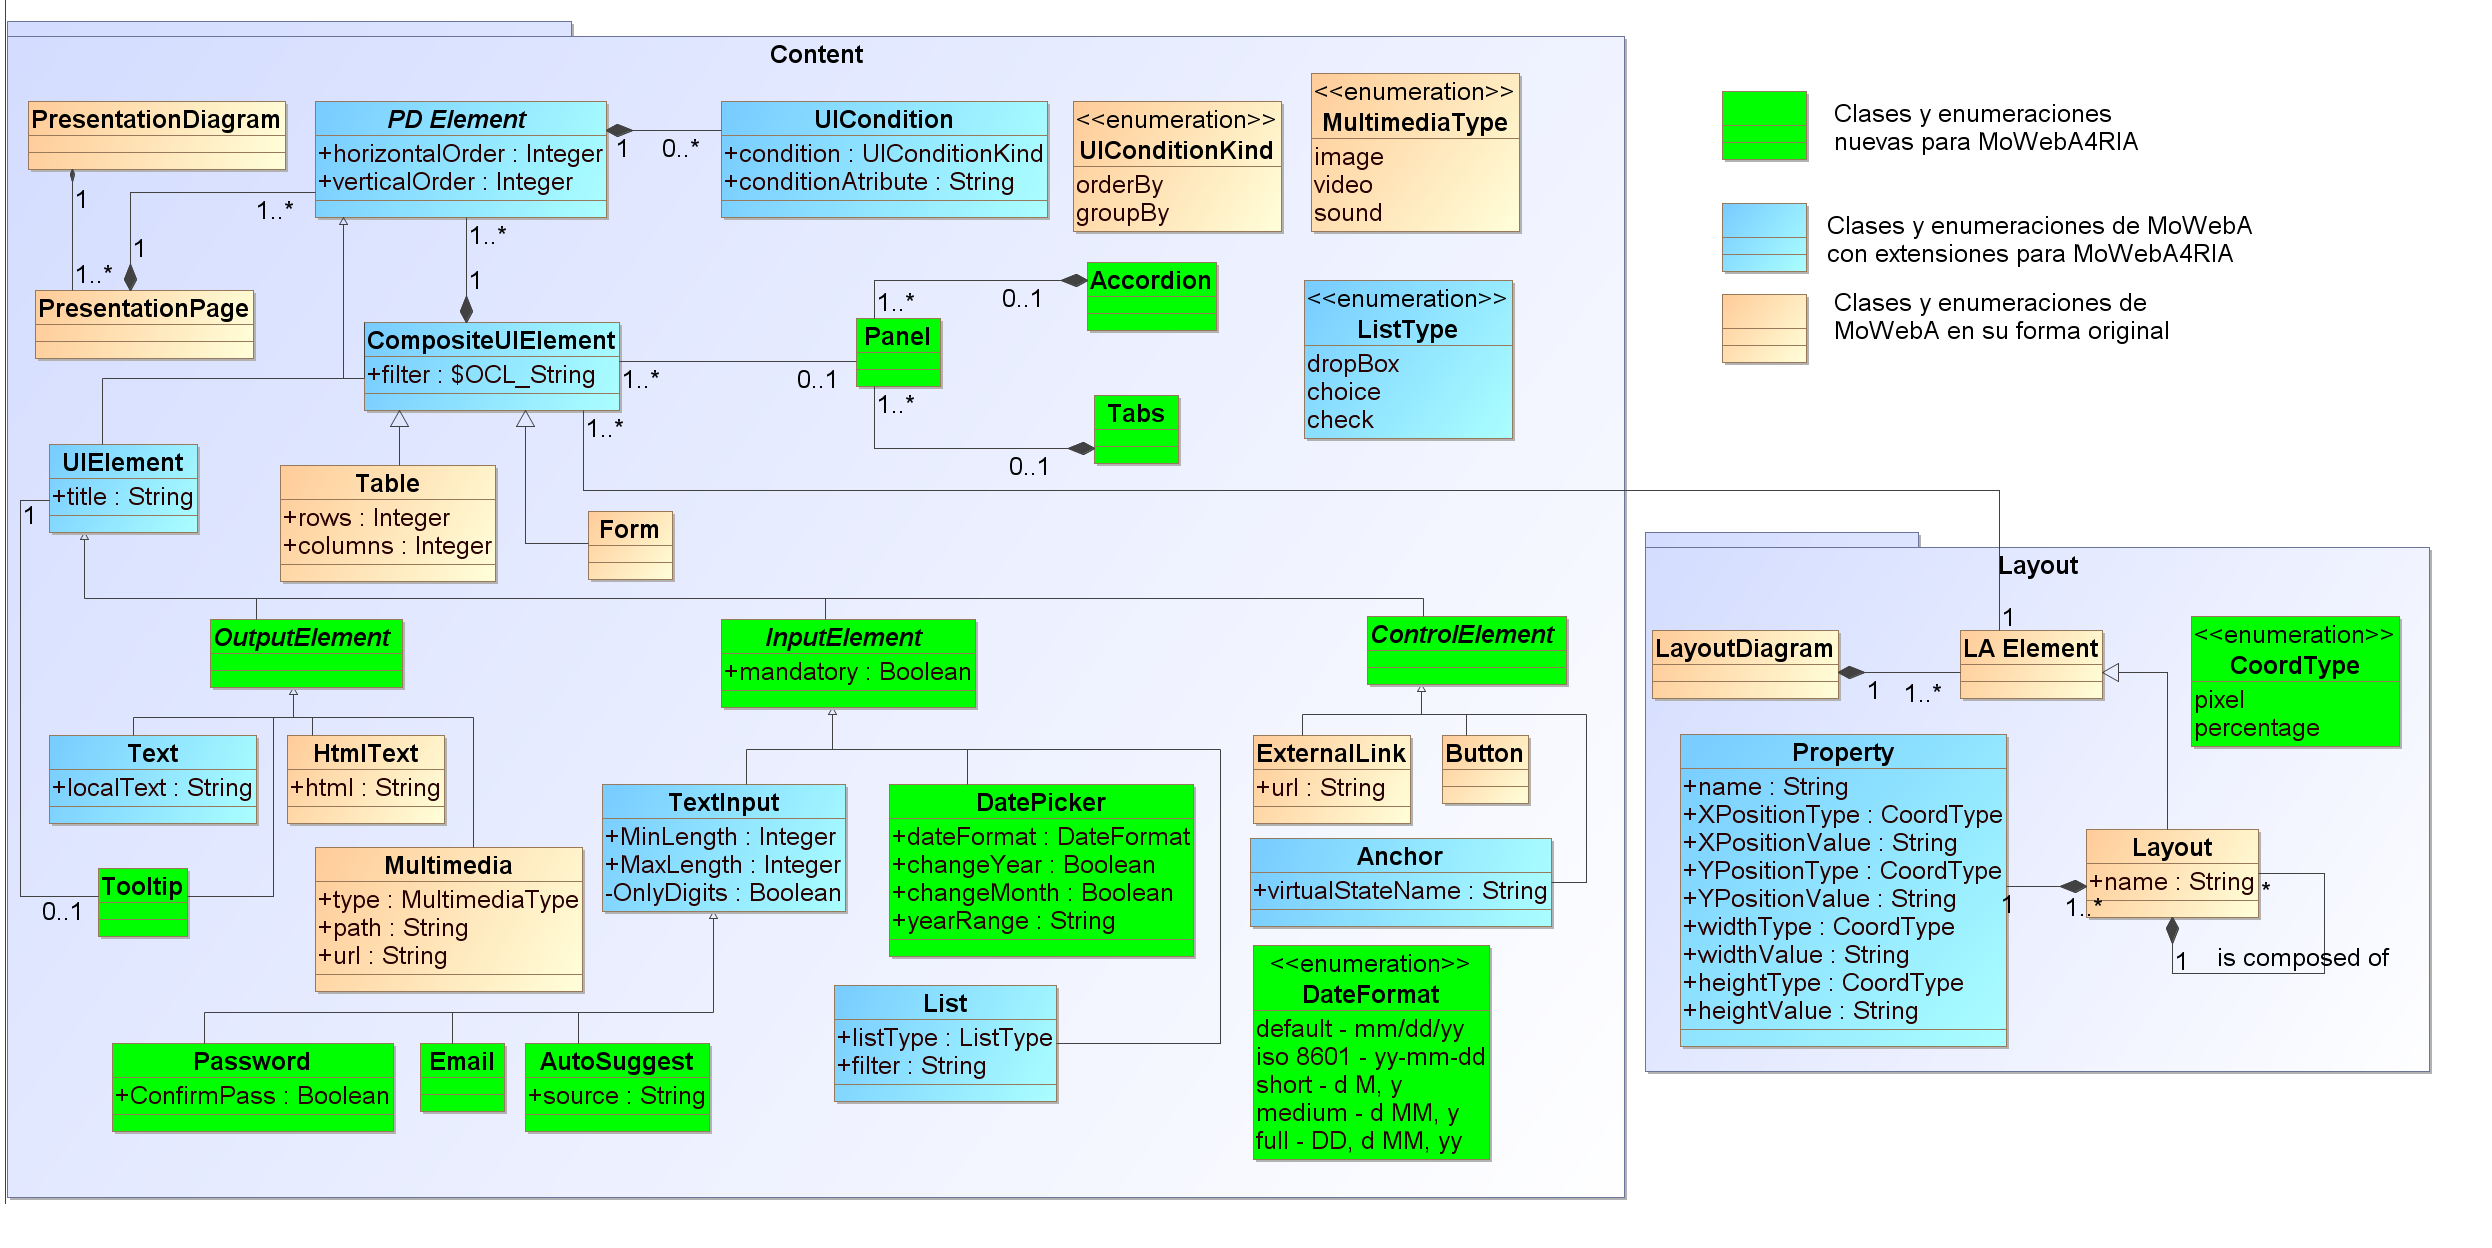 Content
PresentationDiagram
1
1..*
PresentationPage
1
1..*
PD Element
+horizontalOrder : Integer
+verticalOrder : Integer
1
0..*
UICondition
+condition : UIConditionKind
+conditionAtribute : String
<<enumeration>>
UIConditionKind
orderBy
groupBy
<<enumeration>>
MultimediaType
image
video
sound
1..*
1
CompositeUIElement
+filter : $OCL_String
1..*
0..1
Panel
1..*
0..1
Accordion
1..*
0..1
Tabs
<<enumeration>>
ListType
dropBox
choice
check
1..*
UIElement
+title : String
1
Table
+rows : Integer
+columns : Integer
Form
OutputElement
InputElement
+mandatory : Boolean
ControlElement
Text
+localText : String
HtmlText
+html : String
Multimedia
+type : MultimediaType
+path : String
+url : String
Tooltip
0..1
TextInput
+MinLength : Integer
+MaxLength : Integer
-OnlyDigits : Boolean
DatePicker
+dateFormat : DateFormat
+changeYear : Boolean
+changeMonth : Boolean
+yearRange : String
ExternalLink
+url : String
Button
Anchor
+virtualStateName : String
List
+listType : ListType
+filter : String
<<enumeration>>
DateFormat
default - mm/dd/yy
iso 8601 - yy-mm-dd
short - d M, y
medium - d MM, y
full - DD, d MM, yy
Password
+ConfirmPass : Boolean
Email
AutoSuggest
+source : String
Clases y enumeraciones
nuevas para MoWebA4RIA
Clases y enumeraciones de MoWebA
con extensiones para MoWebA4RIA
Clases y enumeraciones de
MoWebA en su forma original
Layout
1
LayoutDiagram
1
1..*
LA Element
<<enumeration>>
CoordType
pixel
percentage
Property
+name : String
+XPositionType : CoordType
+XPositionValue : String
+YPositionType : CoordType
+YPositionValue : String
+widthType : CoordType
+widthValue : String
+heightType : CoordType
+heightValue : String
1
1..*
Layout
+name : String
*
1
is composed of